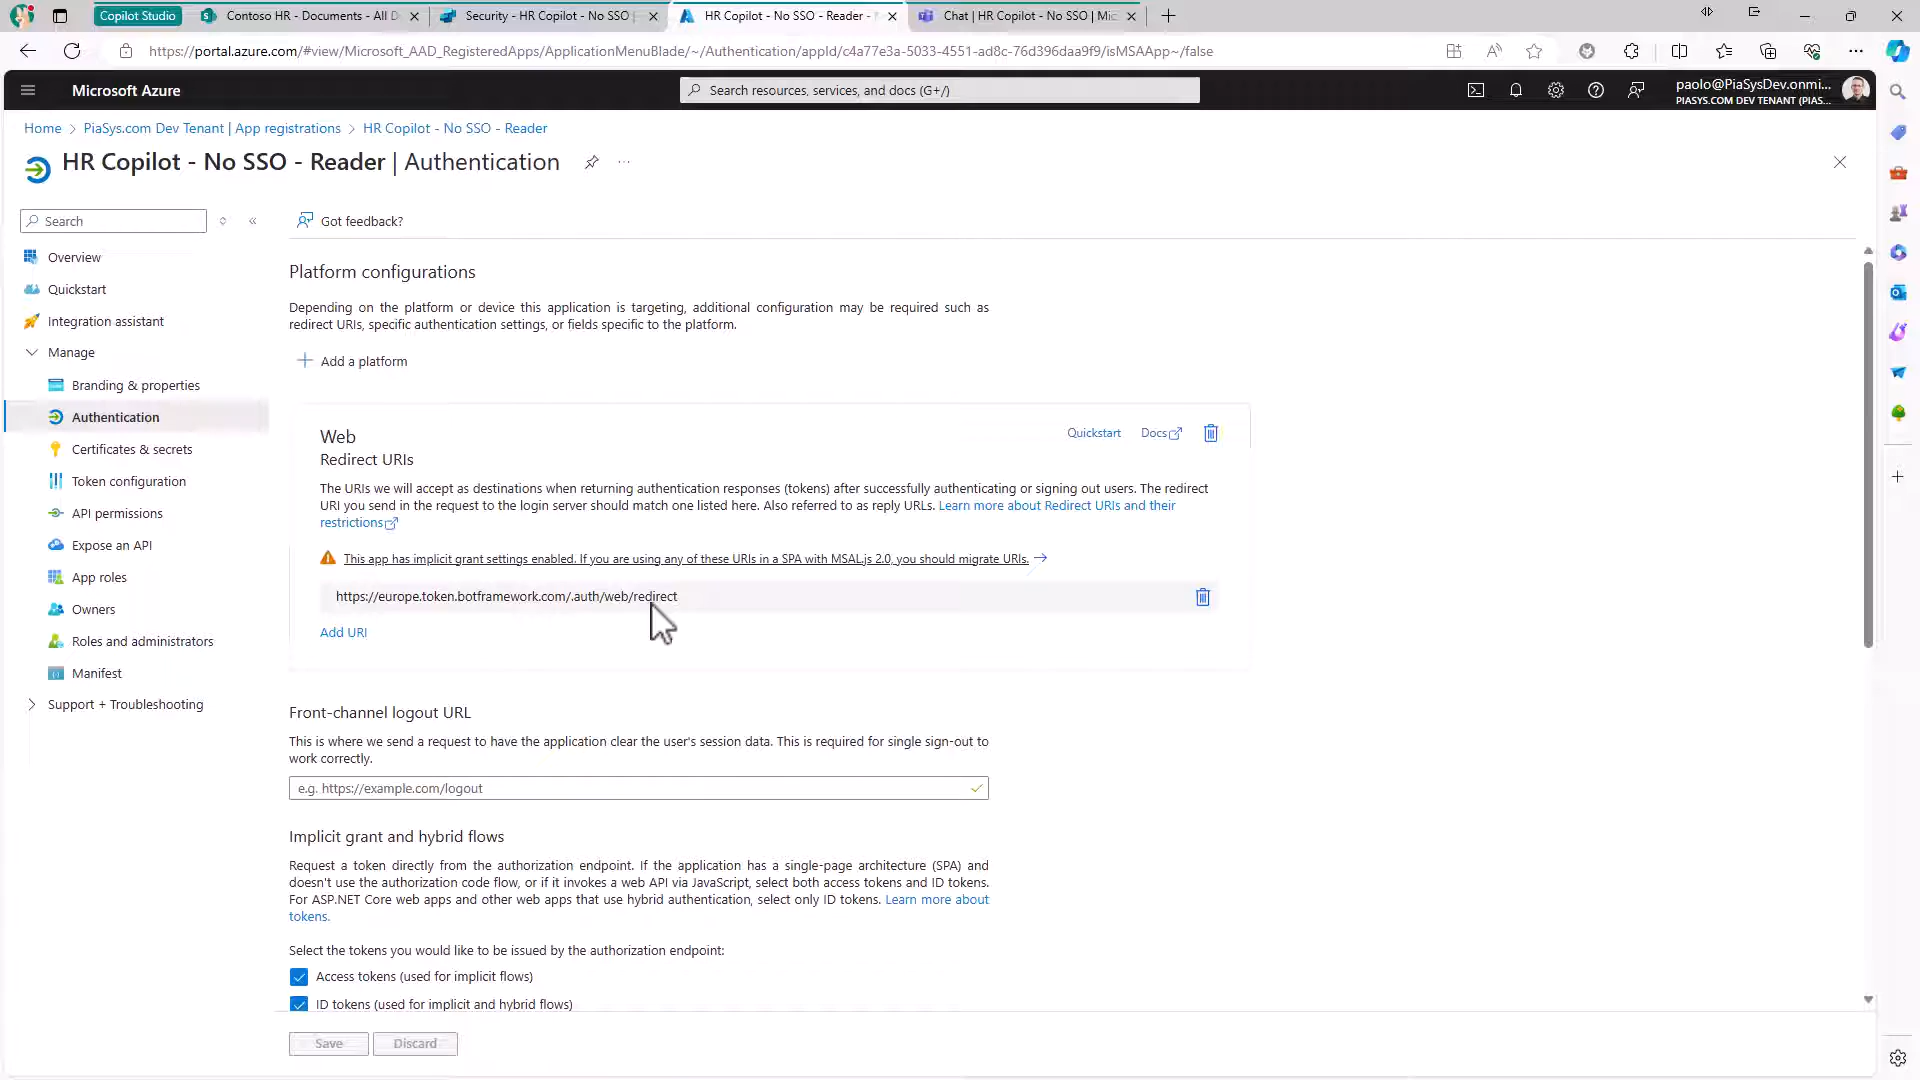 Copilot Studio
Contoso HR - Documents - All D
Security - HR Copilot - No SSO
HR Copilot - No SSO - Reader -
Chat | HR Copilot - No SSO | Mic
https://portal.azure.com/#view/Microsoft_AAD_RegisteredApps/ApplicationMenuBlade/~/Authentication/appId/c4a77e3a-5033-4551-ad8c-76d396daa9f9/isMSAApp~/false
Microsoft Azure
Search resources, services, and docs (G+/)
paolo@PiaSysDev.onmi...
PIASYS.COM DEV TENANT (PIAS...
Home > PiaSys.com Dev Tenant | App registrations > HR Copilot - No SSO - Reader
HR Copilot - No SSO - Reader | Authentication
Search
Got feedback?
Overview
Quickstart
Integration assistant
Manage
Branding & properties
Authentication
Certificates & secrets
Token configuration
API permissions
Expose an API
App roles
Owners
Roles and administrators
Manifest
Support + Troubleshooting
Platform configurations
Depending on the platform or device this application is targeting, additional configuration may be required such as
redirect URIs, specific authentication settings, or fields specific to the platform.
Add a platform
Web
Quickstart
Docs
Redirect URIs
The URIs we will accept as destinations when returning authentication responses (tokens) after successfully authenticating or signing out users. The redirect
URI you send in the request to the login server should match one listed here. Also referred to as reply URLs. Learn more about Redirect URIs and their
restrictions
This app has implicit grant settings enabled. If you are using any of these URIs in a SPA with MSAL.js 2.0, you should migrate URIs.
https://europe.token.botframework.com/.auth/web/redirect
Add URI
Front-channel logout URL
This is where we send a request to have the application clear the user's session data. This is required for single sign-out to
work correctly.
e.g. https://example.com/logout
Implicit grant and hybrid flows
Request a token directly from the authorization endpoint. If the application has a single-page architecture (SPA) and
doesn't use the authorization code flow, or if it invokes a web API via JavaScript, select both access tokens and ID tokens.
For ASP.NET Core web apps and other web apps that use hybrid authentication, select only ID tokens. Learn more about
tokens.
Select the tokens you would like to be issued by the authorization endpoint:
Access tokens (used for implicit flows)
ID tokens (used for implicit and hybrid flows)
Save
Discard